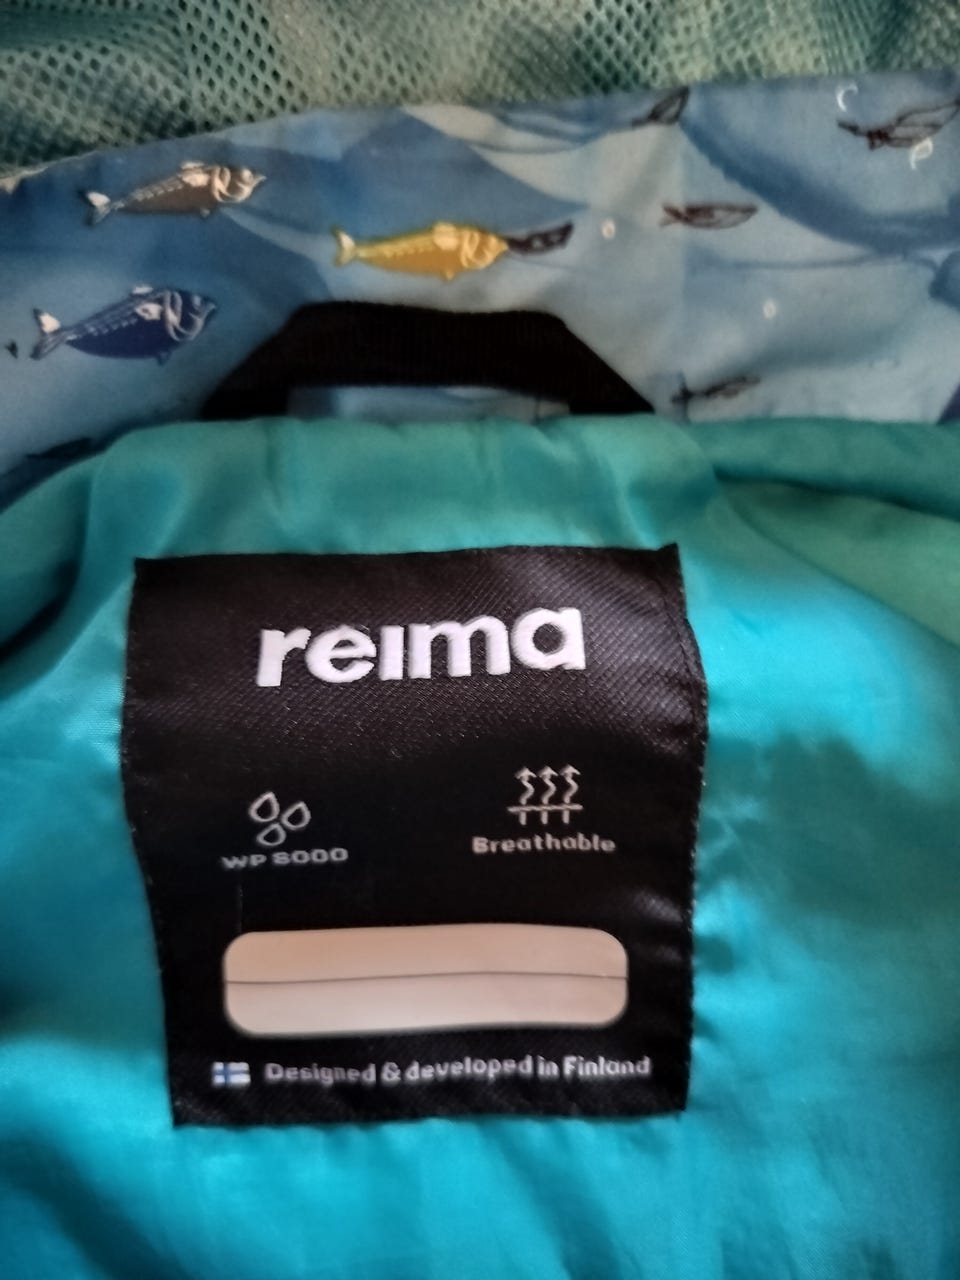 reima
WP 8000
Breathable
Designed & developed in Finland